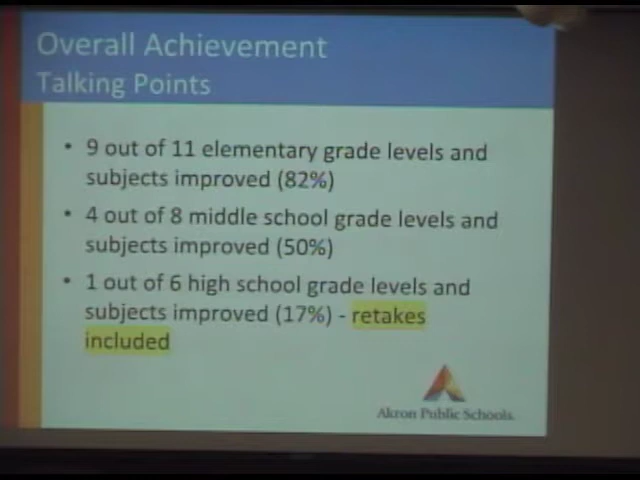 Overall Achievement
Talking Points
• 9 out of 11 elementary grade levels and
subjects improved (82%)
• 4 out of 8 middle school grade levels and
subjects improved (50%)
• 1 out of 6 high school grade levels and
subjects improved (17%) - retakes
included
Akron Public Schools